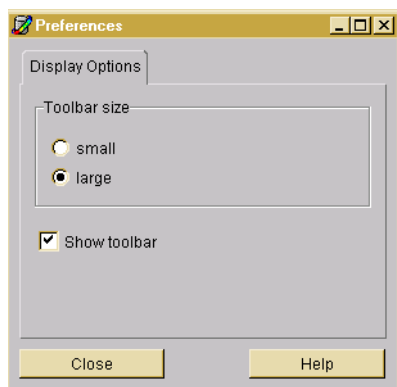 Preferences
Display Options
Toolbar size
small
large
Show toolbar
Close Help